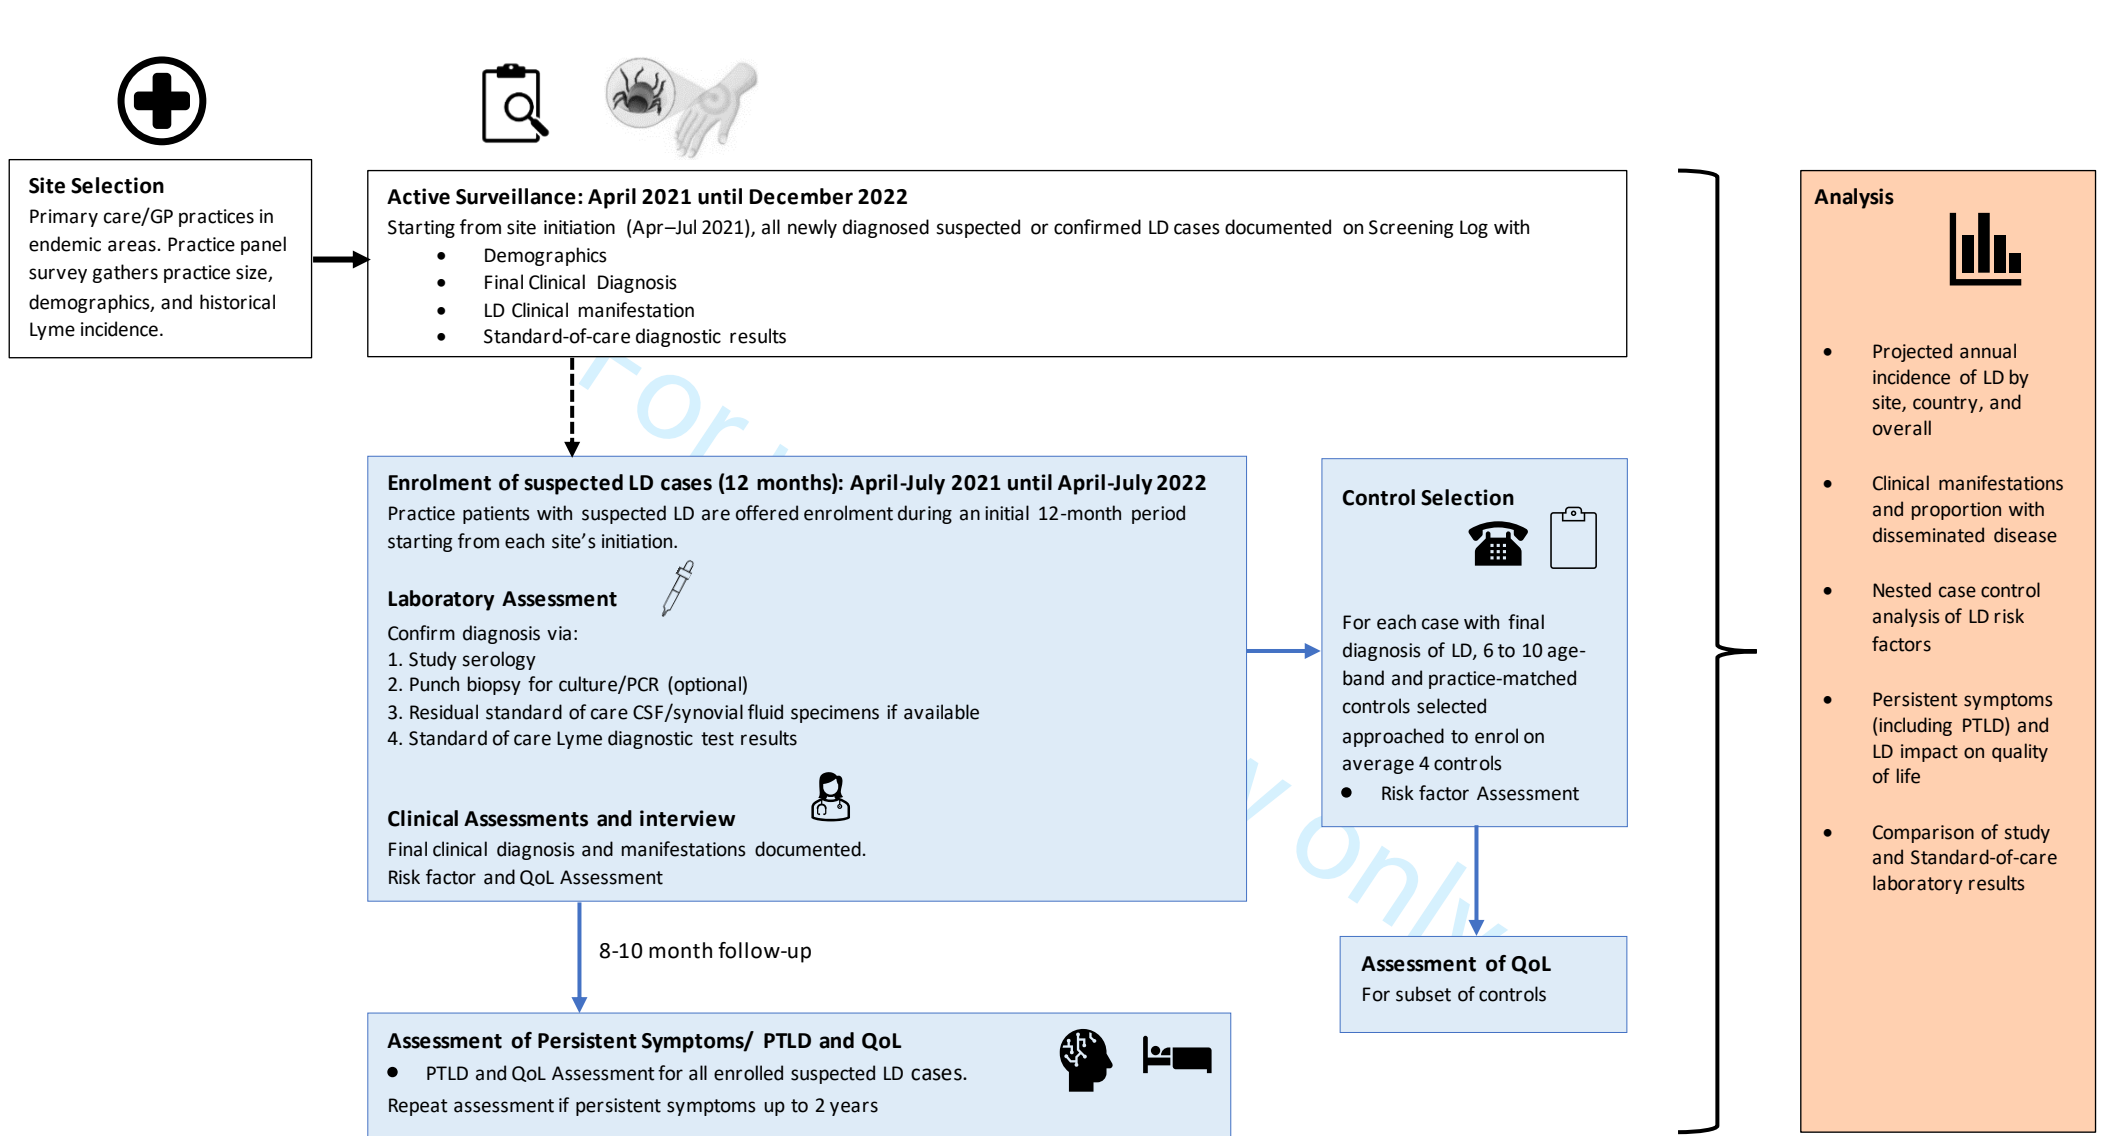 Site Selection
Primary care/GP practices in
endemic areas. Practice panel
survey gathers practice size,
demographics, and historical
Lyme incidence.
Active Surveillance: April 2021 until December 2022
Starting from site initiation (Apr–Jul 2021), all newly diagnosed suspected or confirmed LD cases documented on Screening Log with
• Demographics
• Final Clinical Diagnosis
• LD Clinical manifestation
• Standard-of-care diagnostic results
For
Enrolment of suspected LD cases (12 months): April-July 2021 until April-July 2022
Practice patients with suspected LD are offered enrolment during an initial 12-month period
starting from each site's initiation.
Laboratory Assessment
Confirm diagnosis via:
1. Study serology
2. Punch biopsy for culture/PCR (optional)
3. Residual standard of care CSF/synovial fluid specimens if available
4. Standard of care Lyme diagnostic test results
Clinical Assessments and interview
Final clinical diagnosis and manifestations documented.
Risk factor and QoL Assessment
8-10 month follow-up
Assessment of Persistent Symptoms/ PTLD and QoL
• PTLD and QoL Assessment for all enrolled suspected LD cases.
Repeat assessment if persistent symptoms up to 2 years
Control Selection
For each case with final
diagnosis of LD, 6 to 10 age-
band and practice-matched
controls selected
approached to enrol on
average 4 controls
• Risk factor Assessment
only
Assessment of QoL
For subset of controls
Analysis
• Projected annual
incidence of LD by
site, country, and
overall
• Clinical manifestations
and proportion with
disseminated disease
• Nested case control
analysis of LD risk
factors
• Persistent symptoms
(including PTLD) and
LD impact on quality
of life
• Comparison of study
and Standard-of-care
laboratory results